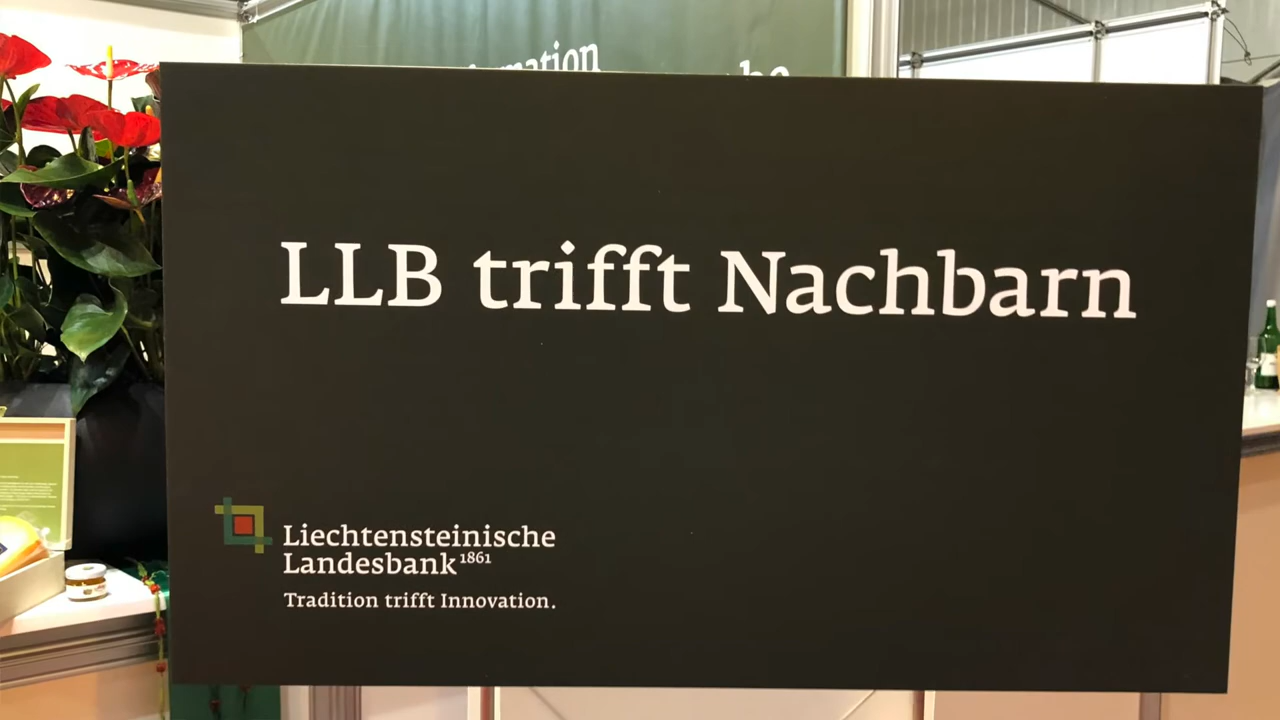 LLB trifft Nachbarn
Liechtensteinische
Landesbank 1861
Tradition trifft Innovation.